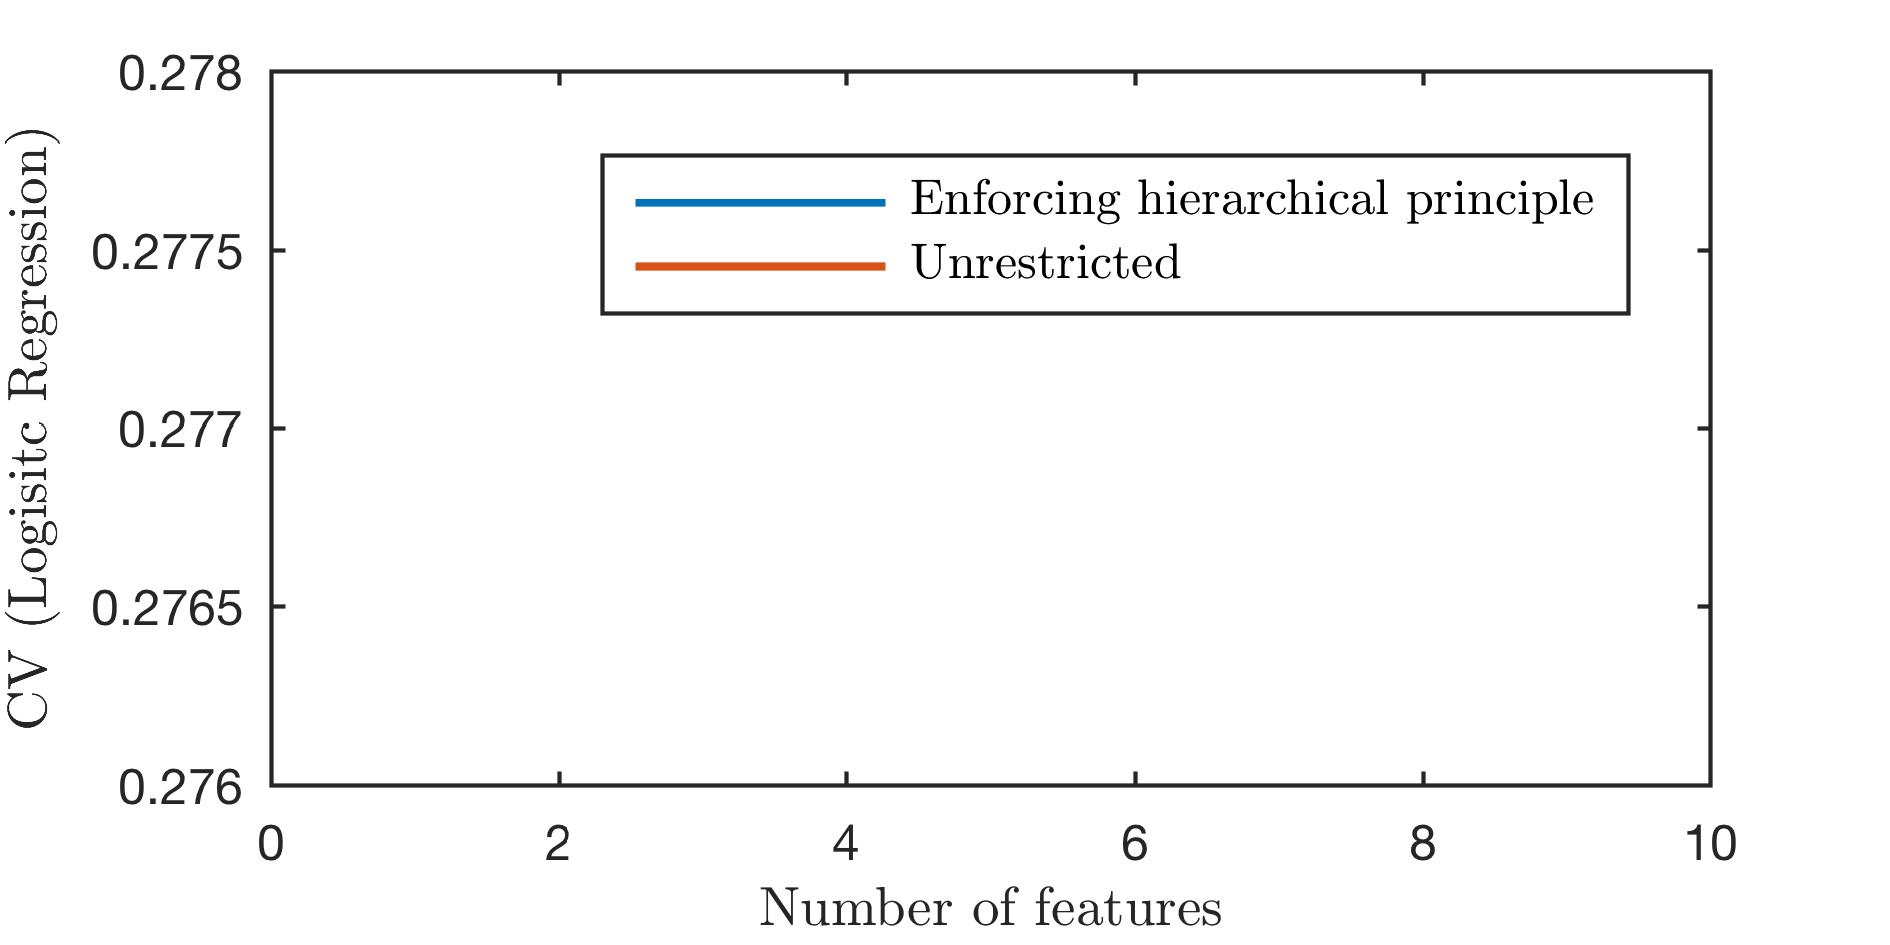 0.278
0.2775
0.277
0.2765
0.276
CV (Logisitc Regression)
Enforcing hierarchical principle
Unrestricted
0 2 4 6 8 10
Number of features